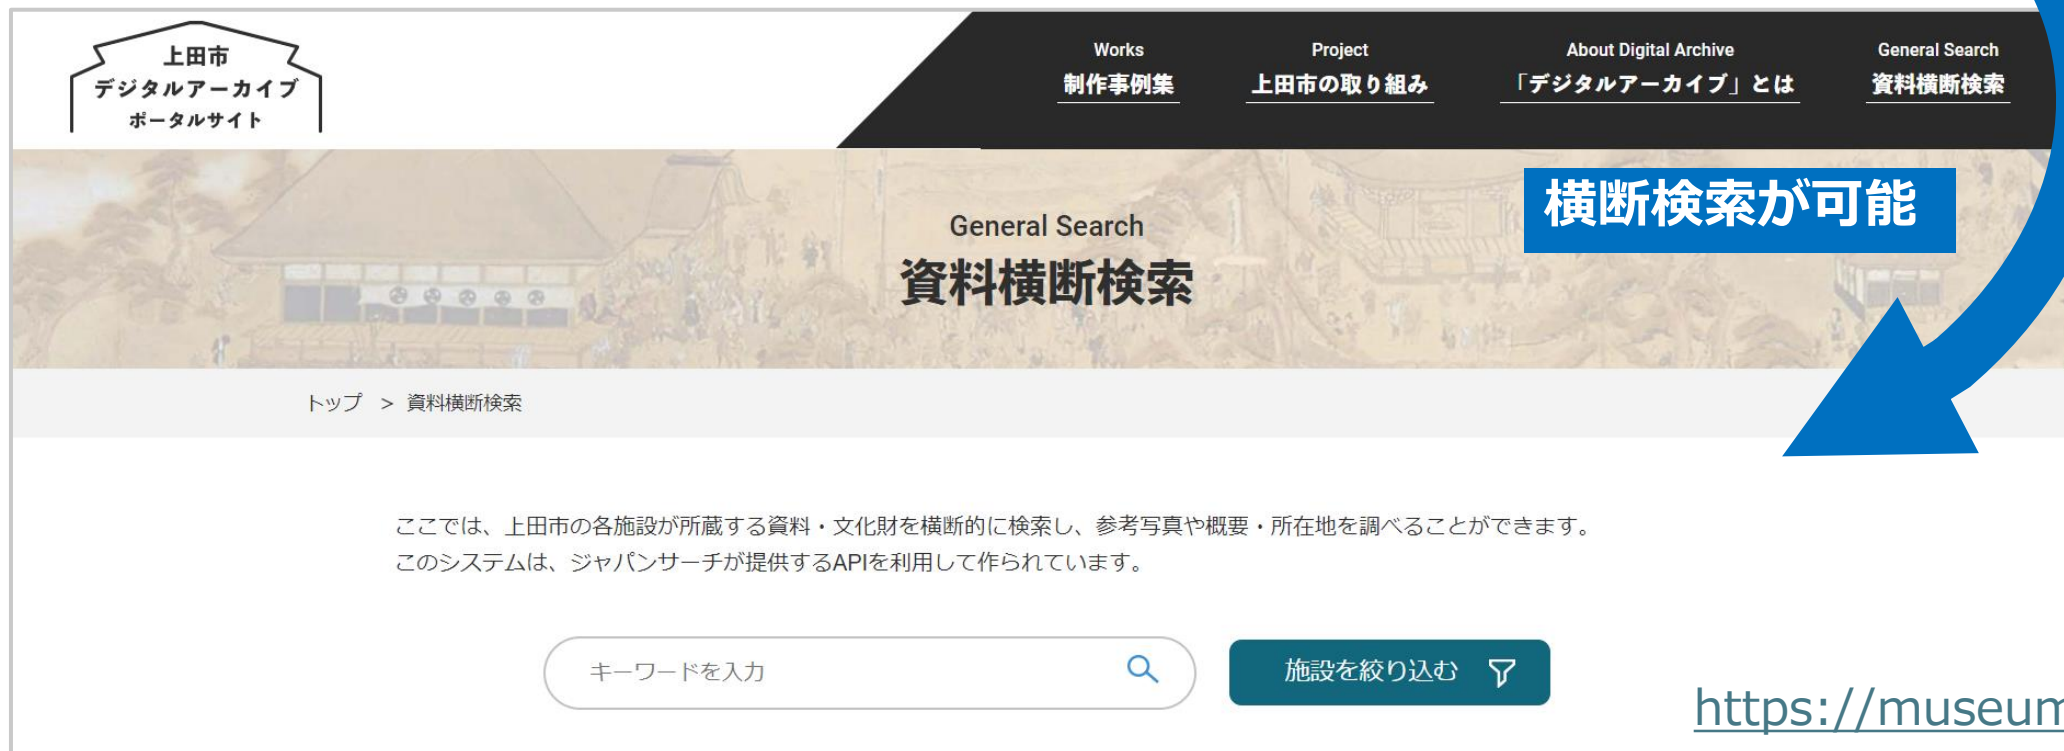 上田市
デジタルアーカイブ
ポータルサイト
Works
制作事例集
Project
上田市の取り組み
About Digital Archive
「デジタルアーカイブ」とは
General Search
資料横断検索
横断検索が可能
General Search
資料横断検索
トップ > 資料横断検索
ここでは、上田市の各施設が所蔵する資料・文化財を横断的に検索し、参考写真や概要・所在地を調べることができます。
このシステムは、ジャパンサーチが提供するAPIを利用して作られています。
キーワードを入力
施設を絞り込む
https://museum